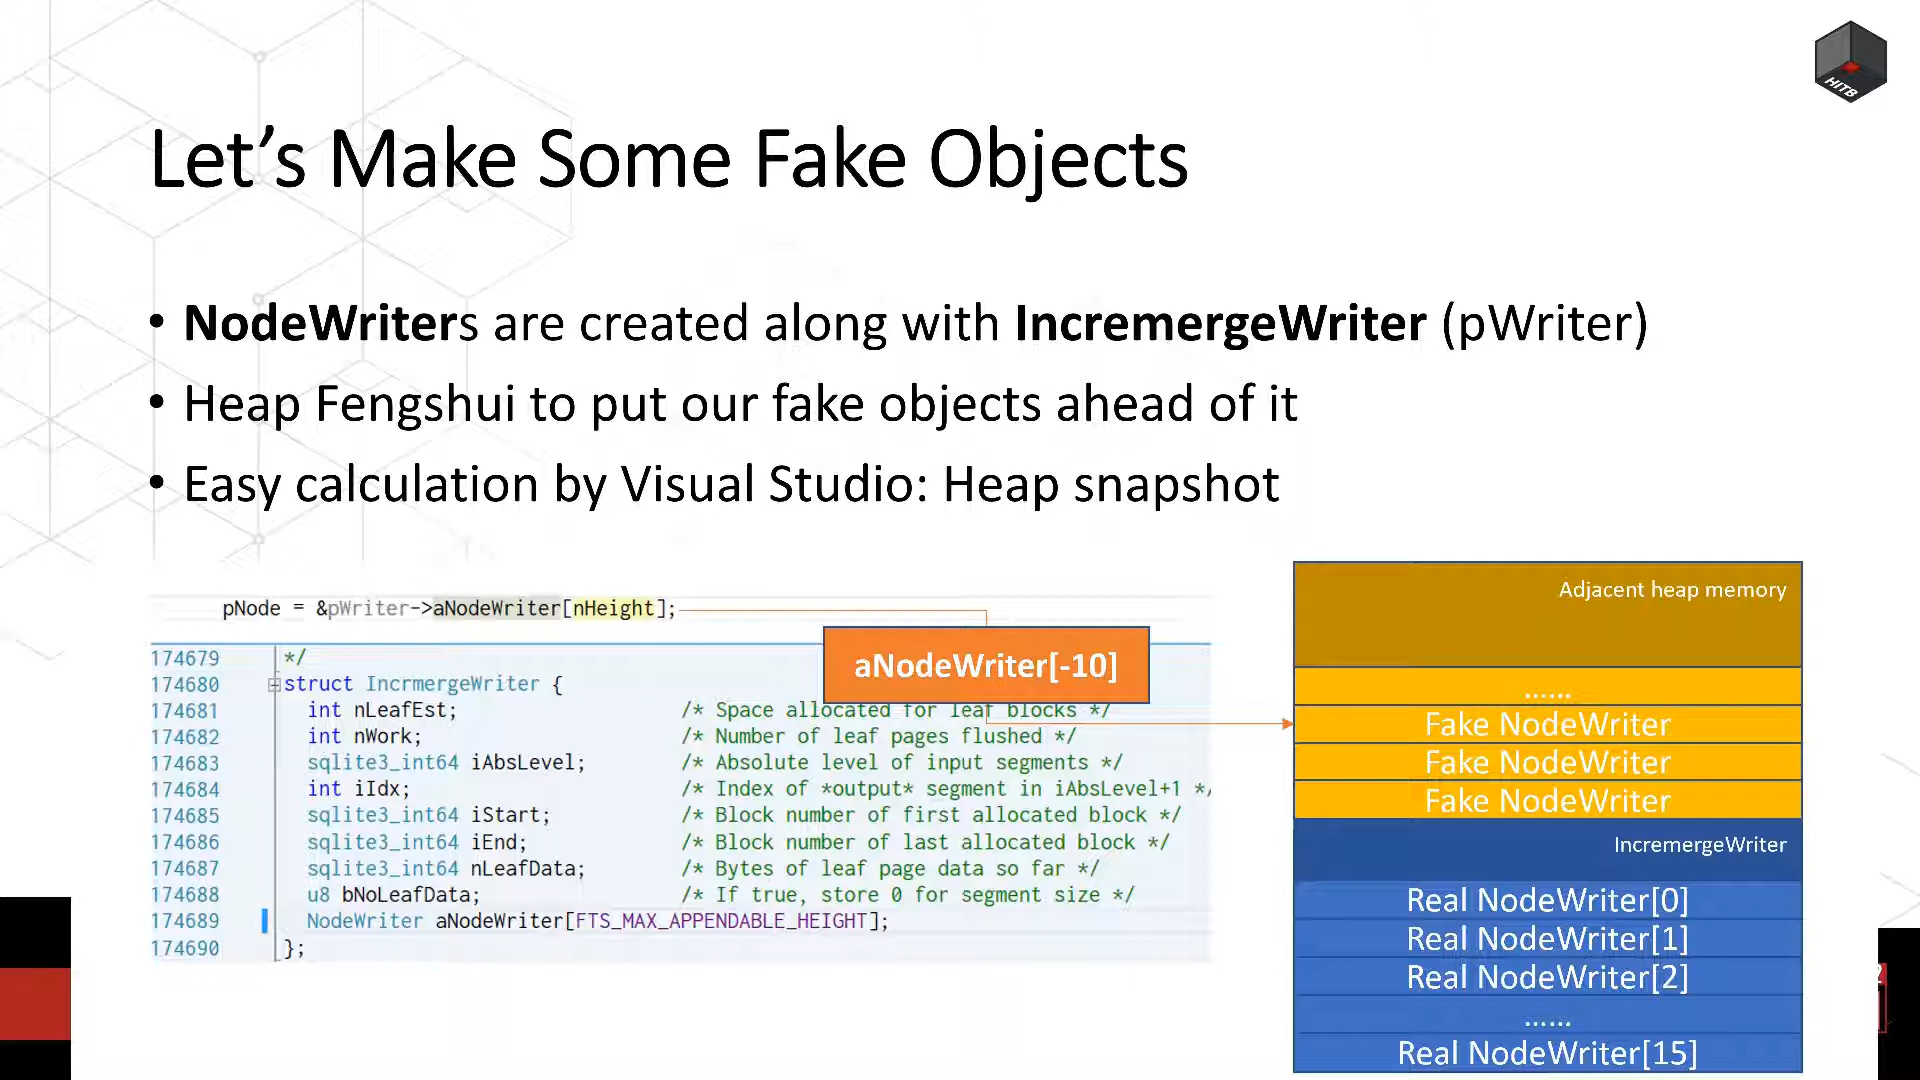 HITB
Let's Make Some Fake Objects
• NodeWriters are created along with IncremergeWriter (pWriter)
• Heap Fengshui to put our fake objects ahead of it
• Easy calculation by Visual Studio: Heap snapshot
pNode = &pWriter->aNodeWriter[nHeight];
aNodeWriter[-10]
174679 */
174680 struct IncrmergeWriter {
174681 int nLeafEst; /* Space allocated for leaf blocks */
174682 int nWork; /* Number of leaf pages flushed */
174683 sqlite3_int64 iAbsLevel; /* Absolute level of input segments */
174684 int iIdx; /* Index of *output* segment in iAbsLevel+1 */
174685 sqlite3_int64 iStart; /* Block number of first allocated block */
174686 sqlite3_int64 iEnd; /* Block number of last allocated block */
174687 sqlite3_int64 nLeafData; /* Bytes of leaf page data so far */
174688 u8 bNoLeafData; /* If true, store 0 for segment size */
174689 NodeWriter aNodeWriter[FTS_MAX_APPENDABLE_HEIGHT];
174690 };
Adjacent heap memory
......
Fake NodeWriter
Fake NodeWriter
Fake NodeWriter
IncremergeWriter
Real NodeWriter[0]
Real NodeWriter[1]
Real NodeWriter[2]
......
Real NodeWriter[15]